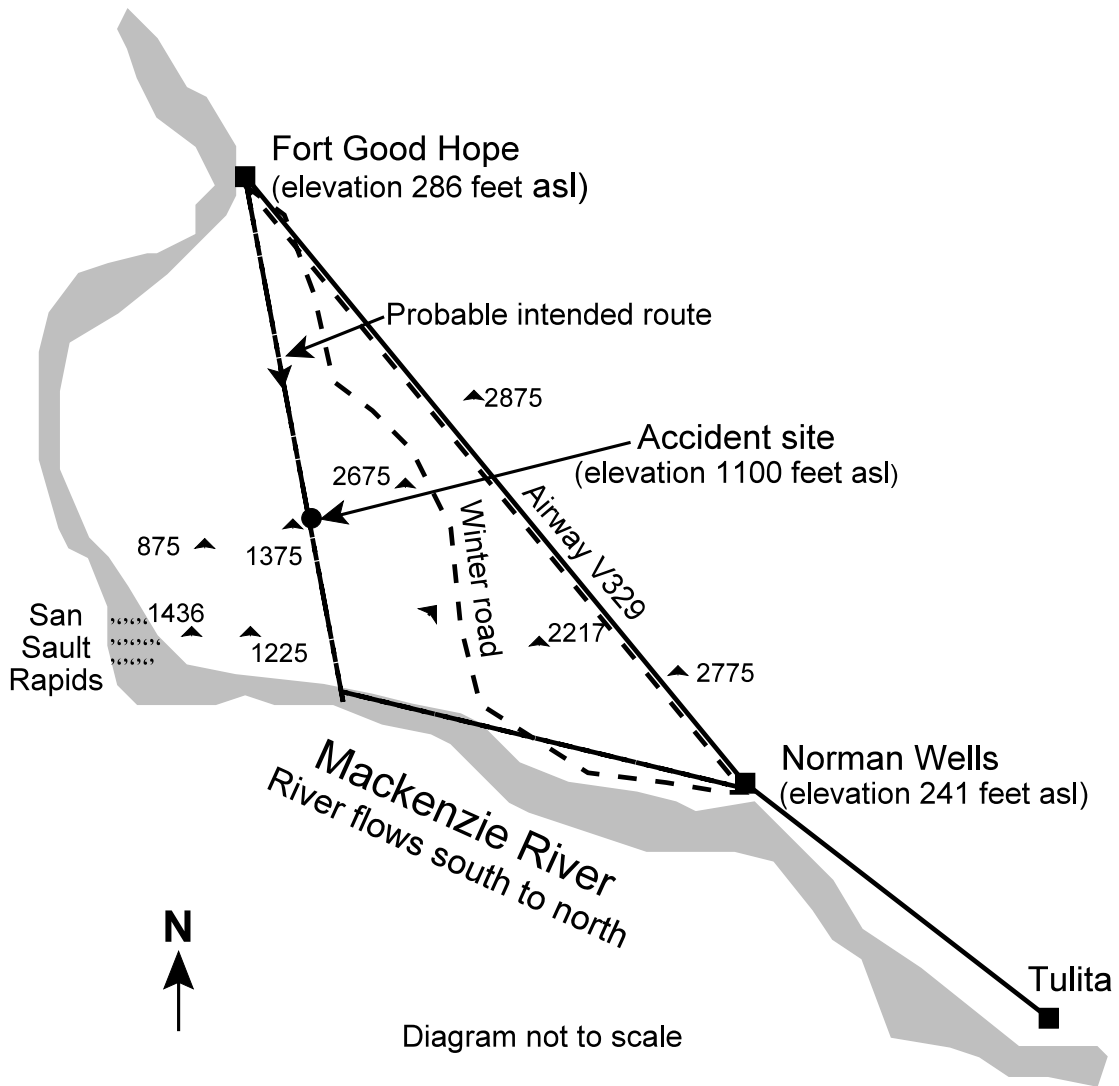 Fort Good Hope
(elevation 286 feet asl)
Probable intended route
2875
Accident site
(elevation 1100 feet asl)
2675
Airway V329
Winter road
875
1375
San
Sault
Rapids
1436
1225
2217
2775
Norman Wells
(elevation 241 feet asl)
Mackenzie River
River flows south to north
N
Tulita
Diagram not to scale